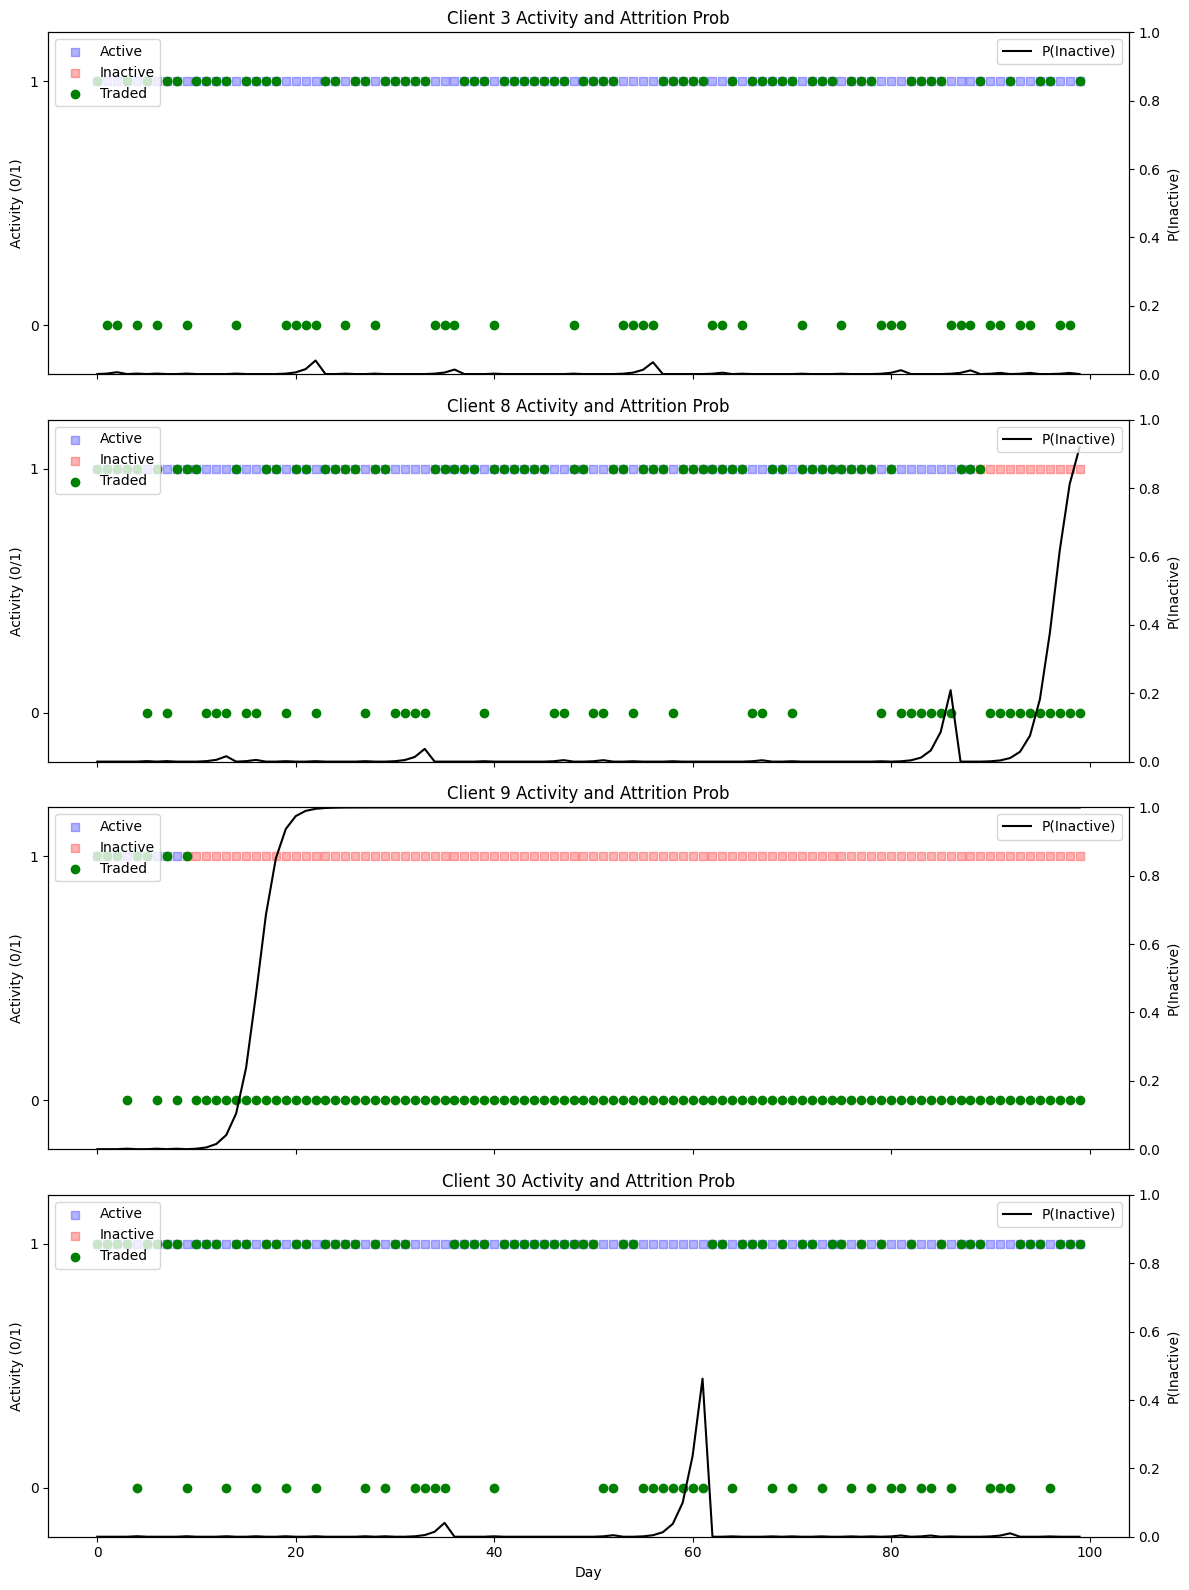 Client 3 Activity and Attrition Prob
Active
Inactive
Traded
P(Inactive)
1
0
Activity (0/1)
1.0
0.8
0.6
0.4
0.2
0.0
P(Inactive)
Client 8 Activity and Attrition Prob
Active
Inactive
Traded
P(Inactive)
1
0
Activity (0/1)
1.0
0.8
0.6
0.4
0.2
0.0
P(Inactive)
Client 9 Activity and Attrition Prob
Active
Inactive
Traded
P(Inactive)
1
0
Activity (0/1)
1.0
0.8
0.6
0.4
0.2
0.0
P(Inactive)
Client 30 Activity and Attrition Prob
Active
Inactive
Traded
P(Inactive)
1
0
Activity (0/1)
1.0
0.8
0.6
0.4
0.2
0.0
P(Inactive)
0 20 40 60 80 100
Day